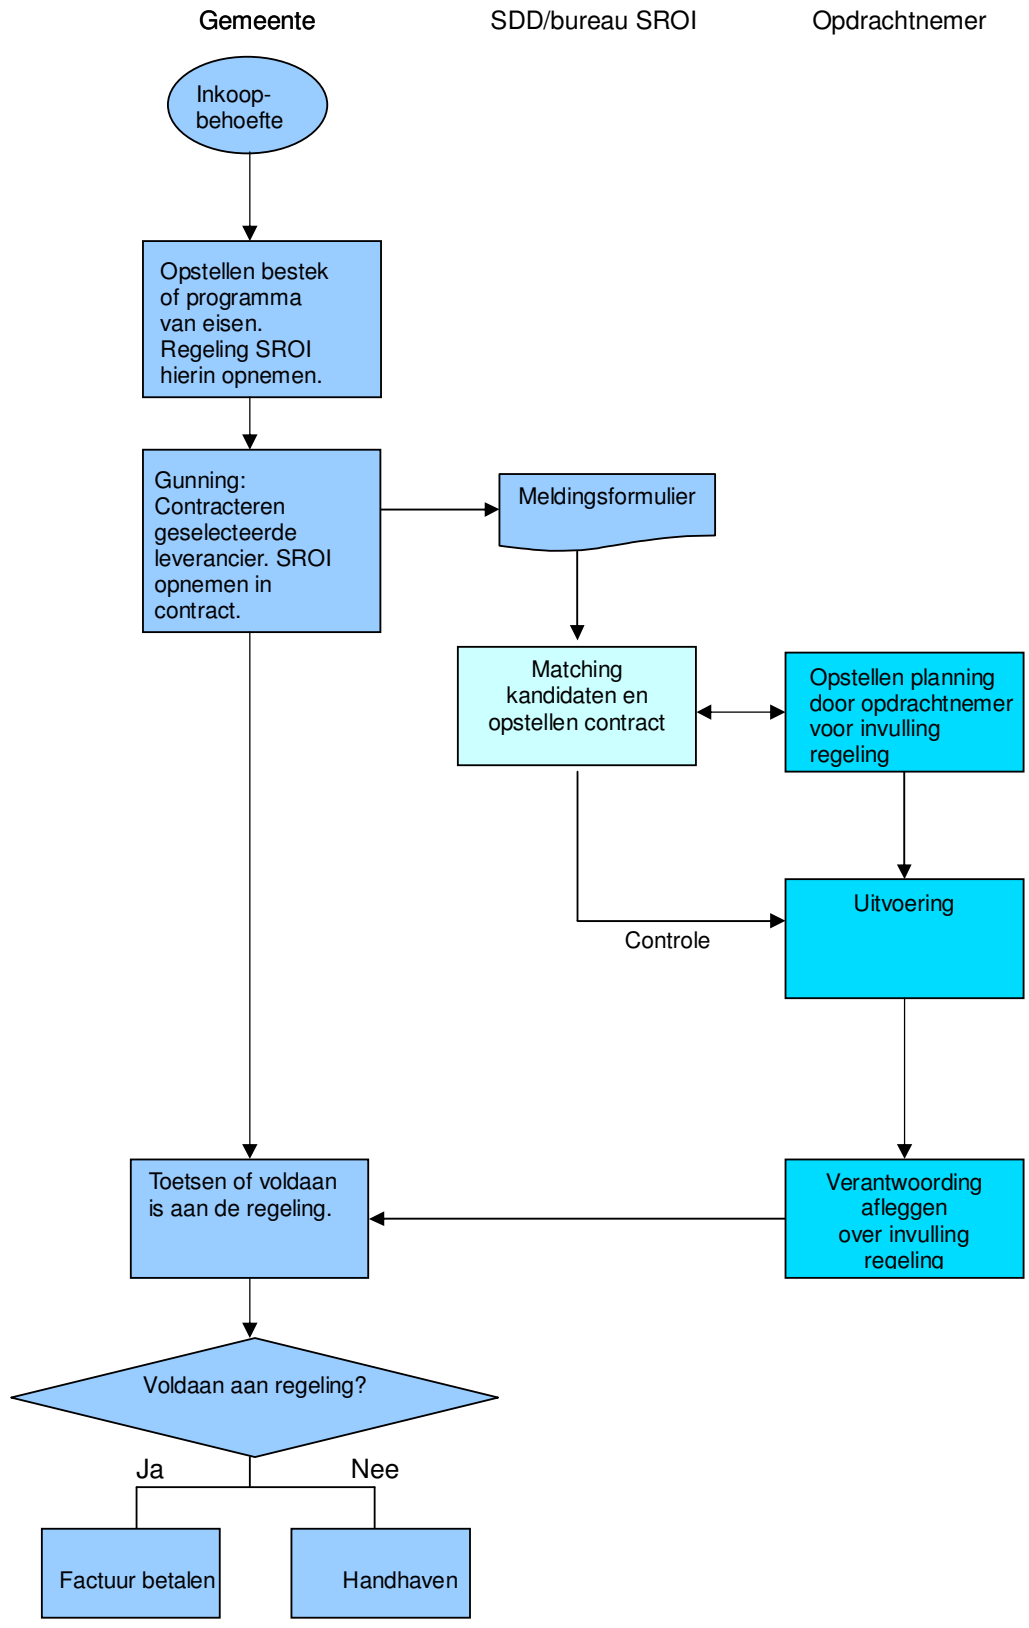 Gemeente
SDD/bureau SROI
Opdrachtnemer
Inkoop-
behoefte
Opstellen bestek
of programma
van eisen.
Regeling SROI
hierin opnemen.
Gunning:
Contracteren
geselecteerde
leverancier. SROI
opnemen in
contract.
Meldingsformulier
Matching
kandidaten en
opstellen contract
Opstellen planning
door opdrachtnemer
voor invulling
regeling
Uitvoering
Controle
Toetsen of voldaan
is aan de regeling.
Verantwoording
afleggen
over invulling
regeling
Voldaan aan regeling?
Ja
Nee
Factuur betalen
Handhaven